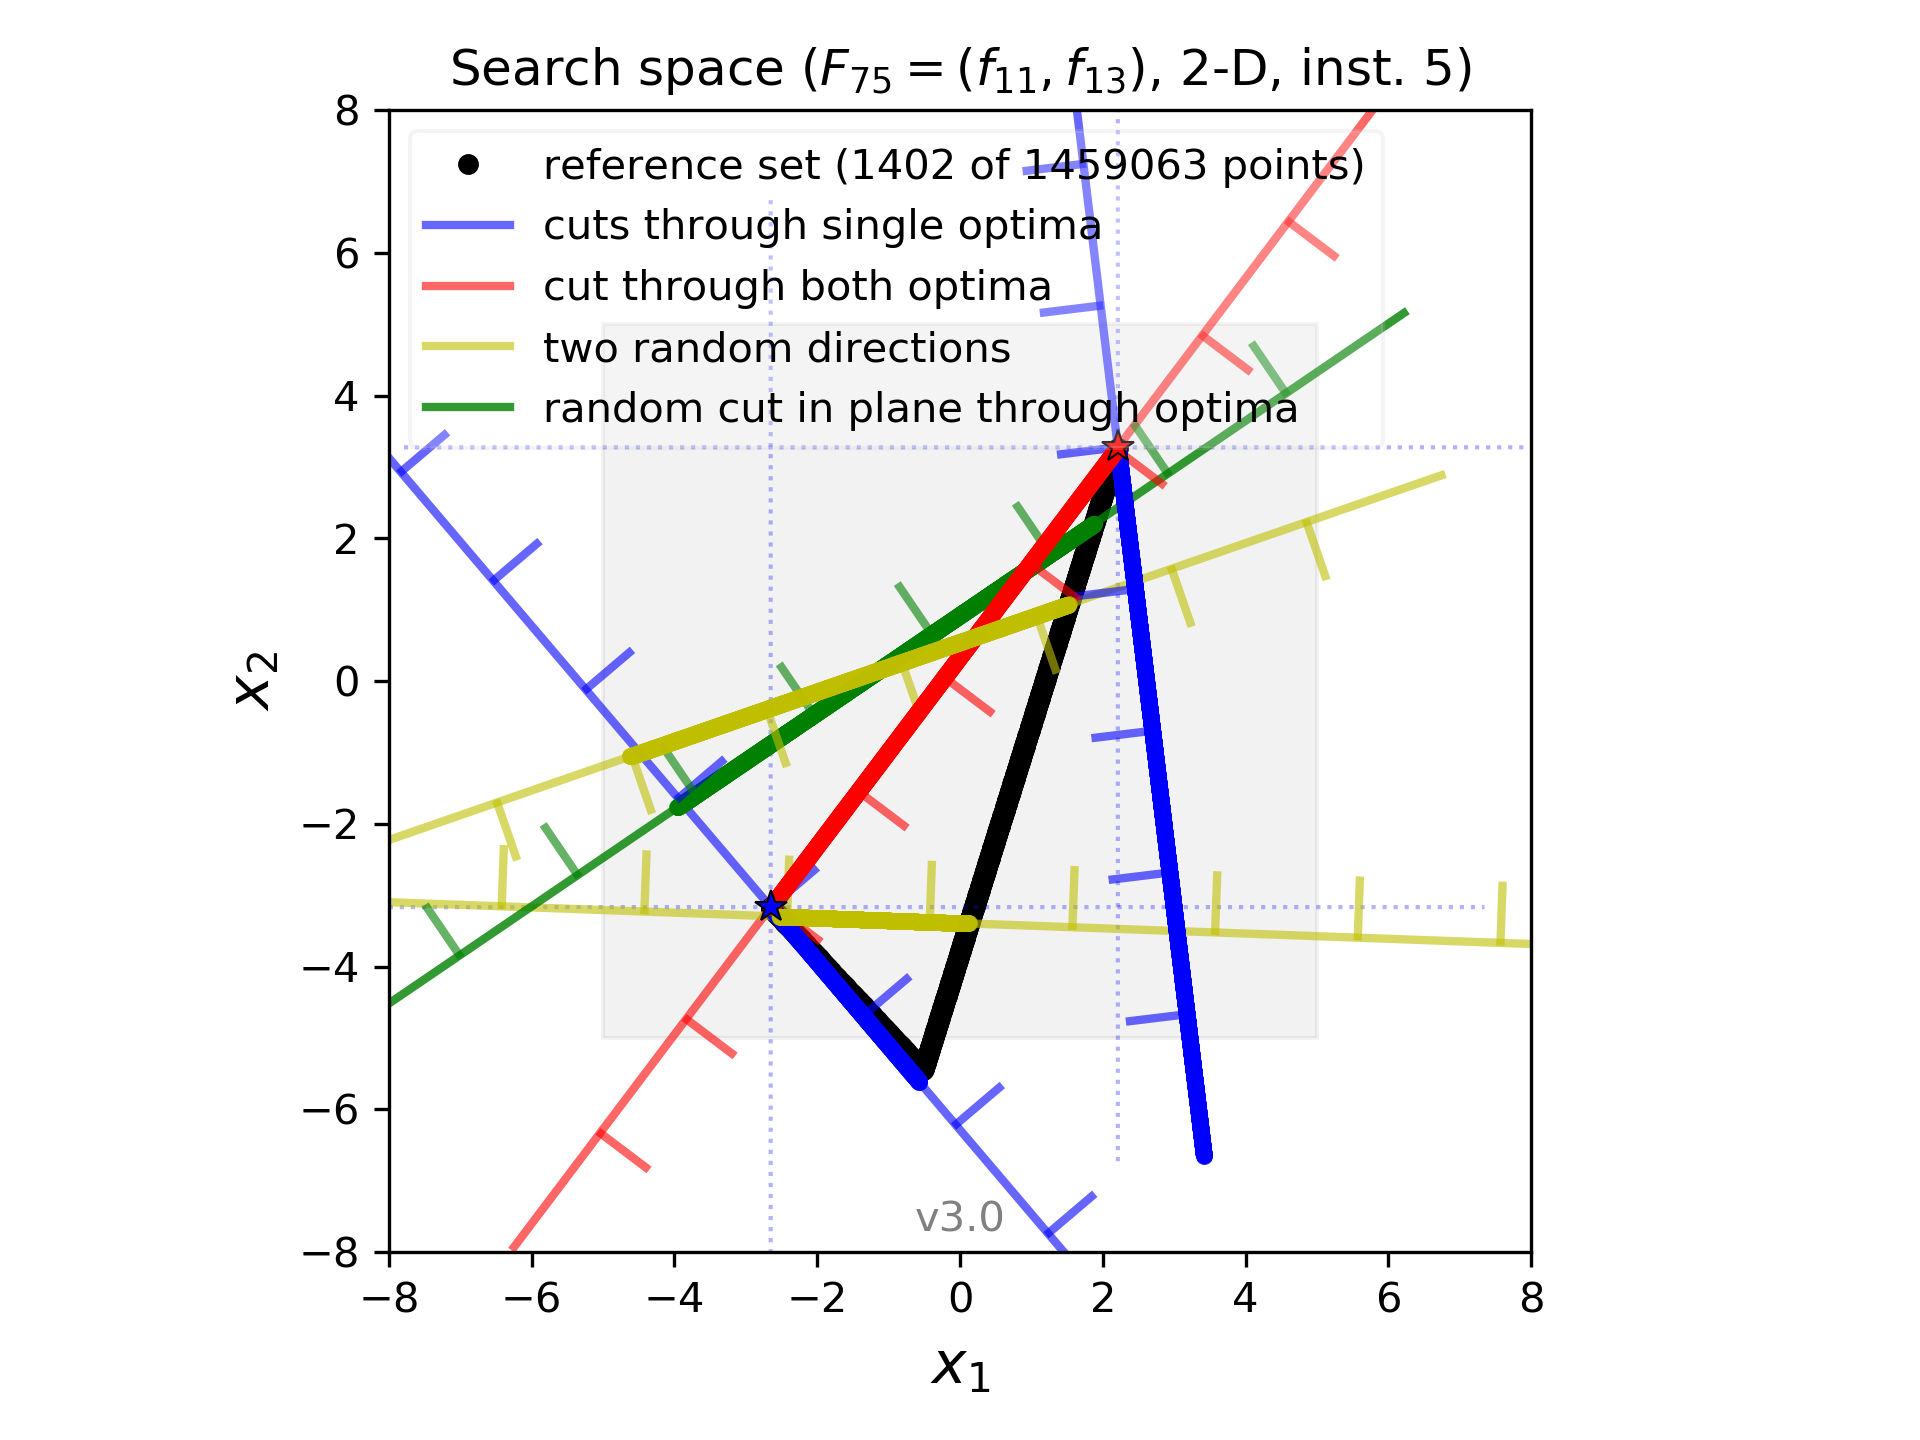 Search space (F75 = (f11, f13), 2-D, inst. 5)
reference set (1402 of 1459063 points)
cuts through single optima
cut through both optima
two random directions
random cut in plane through optima
8
6
4
2
0
−2
−4
−6
−8
x2
v3.0
−8 −6 −4 −2 0 2 4 6 8
x1